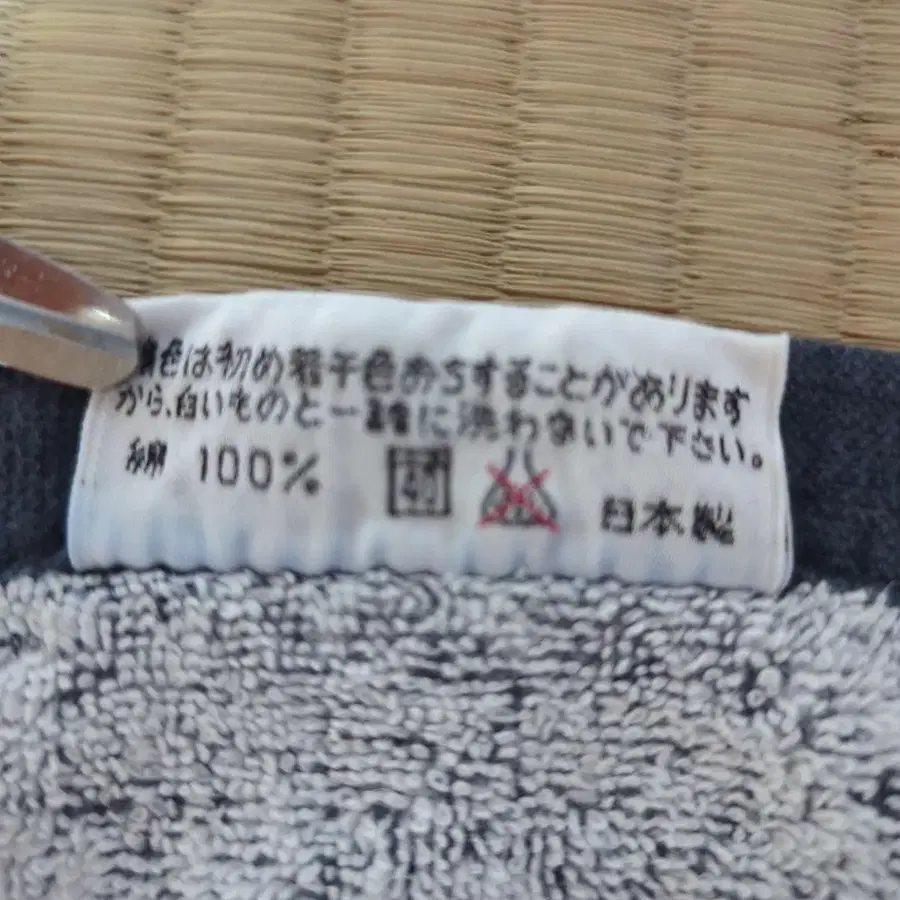 色は初め若干色おちすることがあります
から、白いものと一緒に洗わないで下さい。
綿 100% 40 日本製